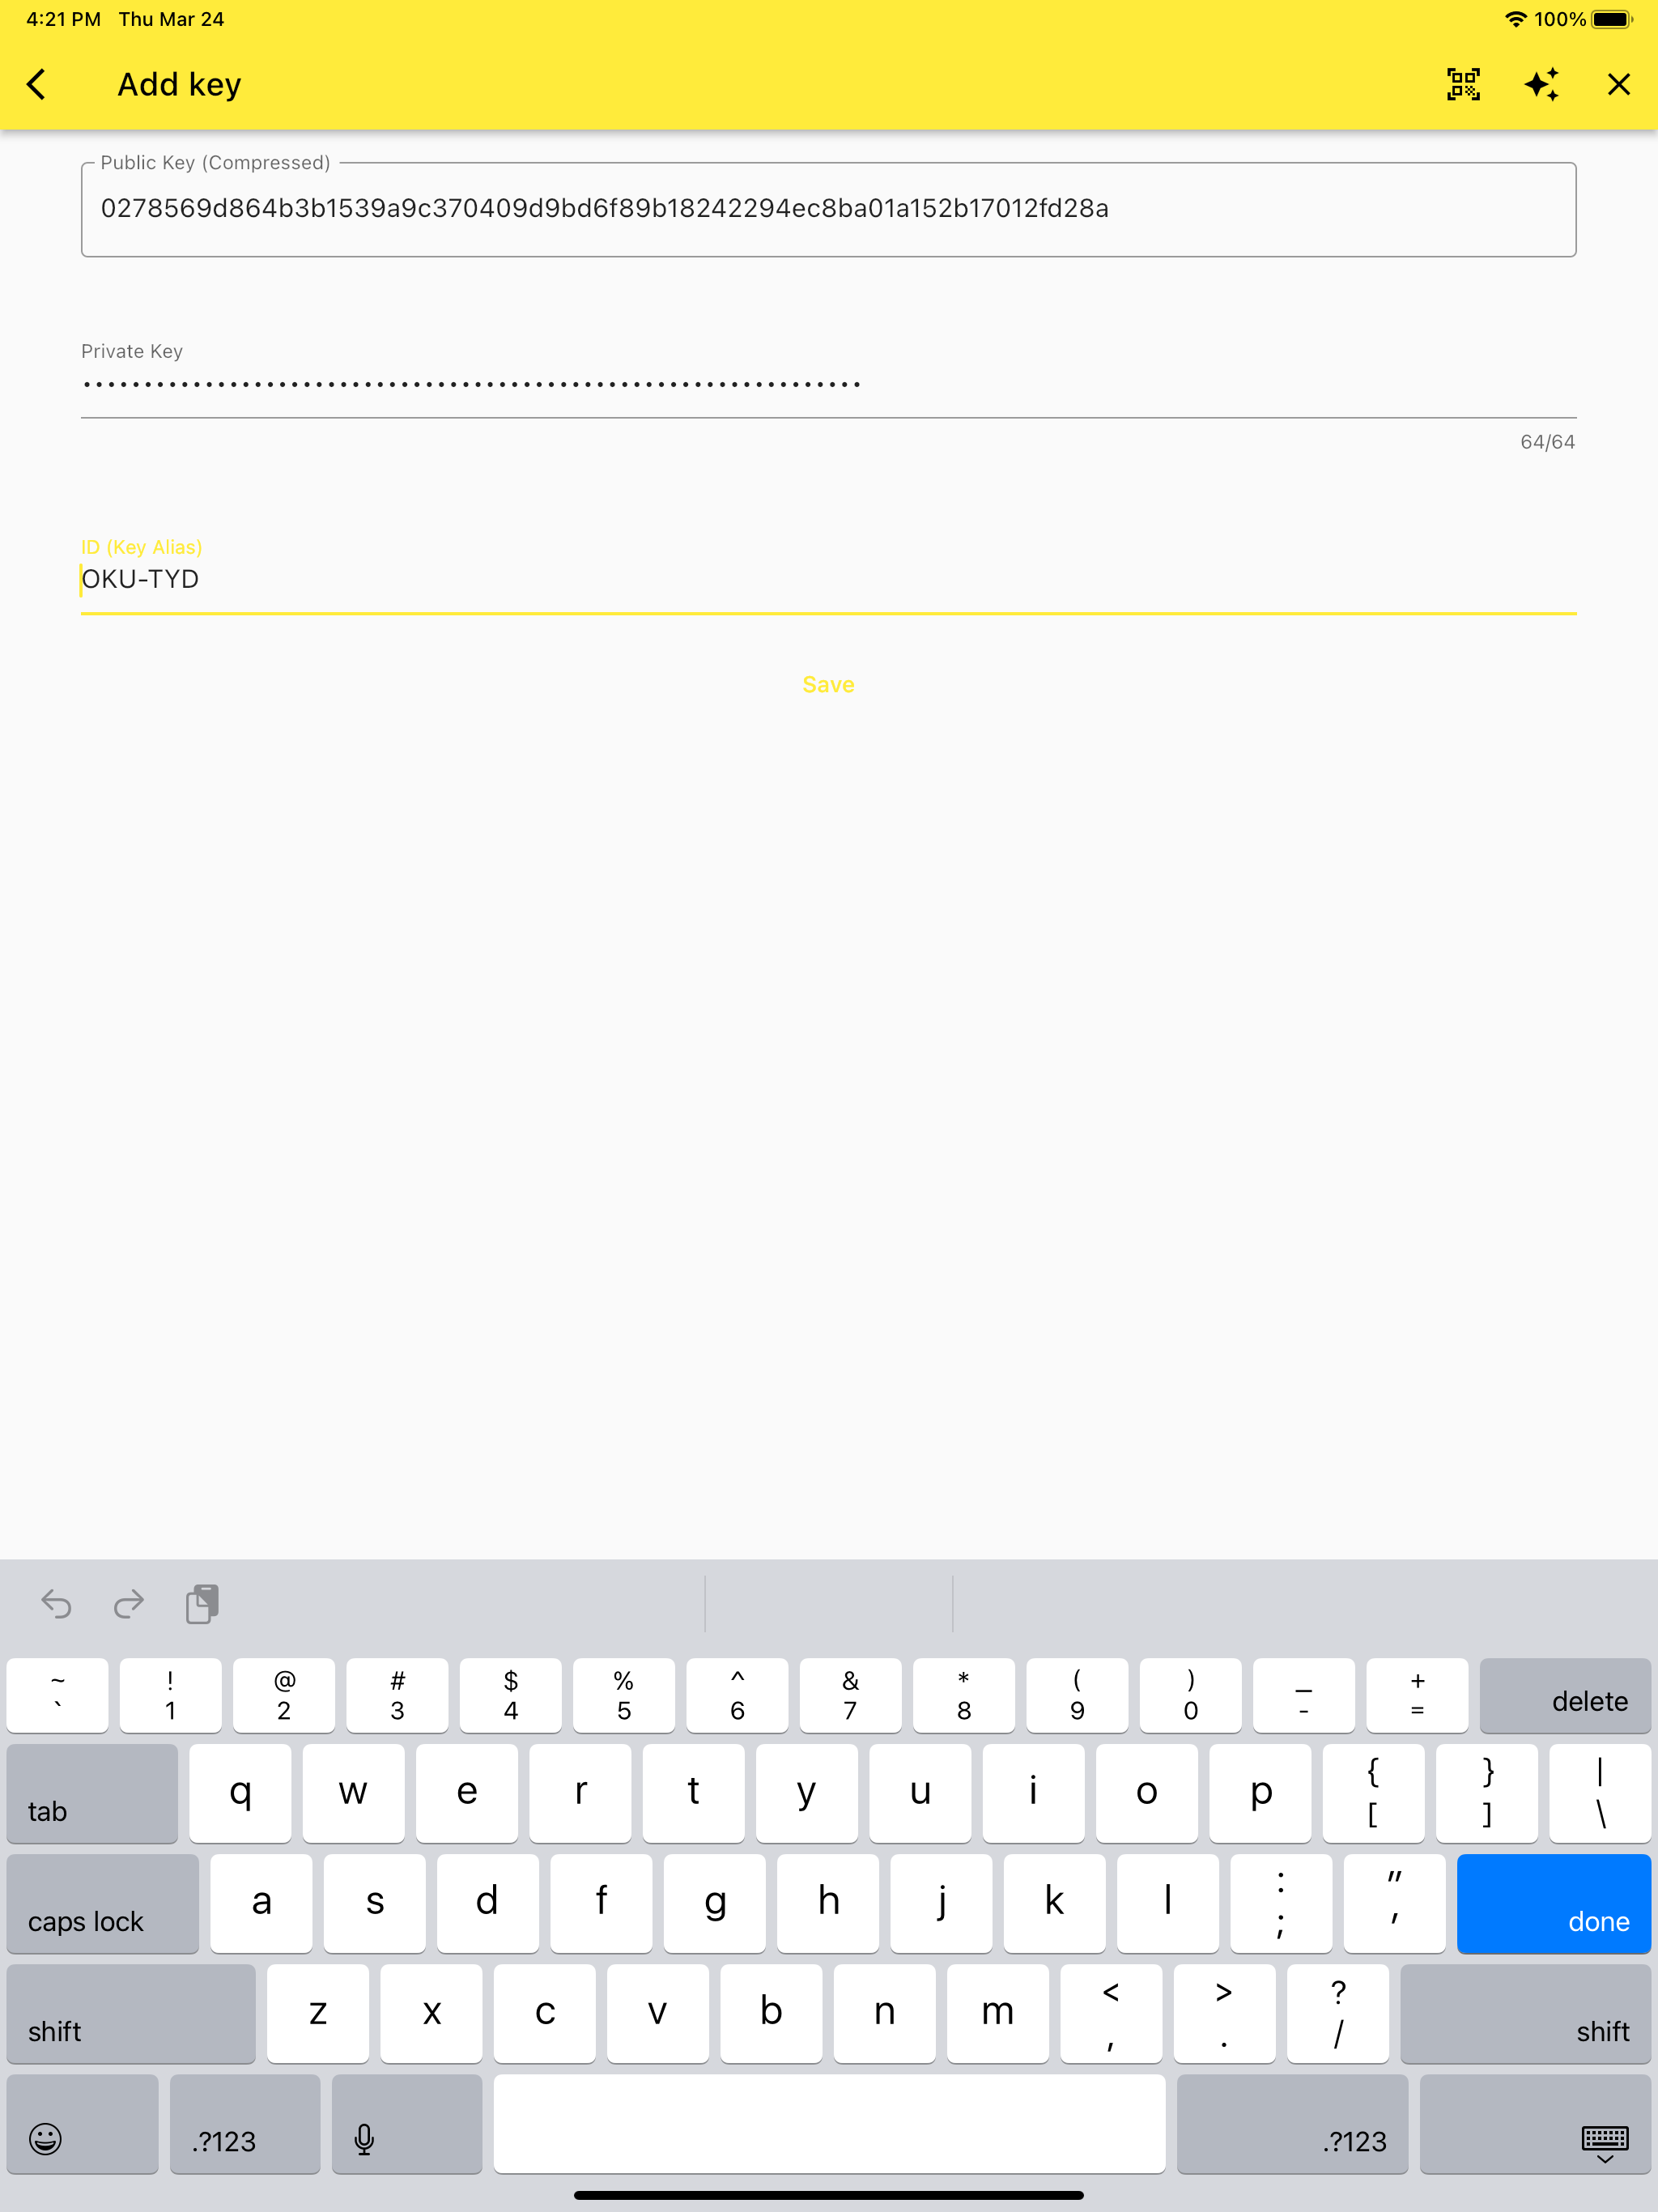 4:21 PM Thu Mar 24 100%
Add key
Public Key (Compressed)
0278569d864b3b1539a9c370409d9bd6f89b18242294ec8ba01a152b17012fd28a
Private Key
••••••••••••••••••••••••••••••••••••••••••••••••••••••••••••••••
64/64
ID (Key Alias)
OKU-TYD
Save
~ ! @ # $ % ^ & * ( ) _ +
` 1 2 3 4 5 6 7 8 9 0 - = delete
tab q w e r t y u i o p { [ } ] | \
caps lock a s d f g h j k l : ; " ' done
shift z x c v b n m < , > . ? / shift
.?123 .?123